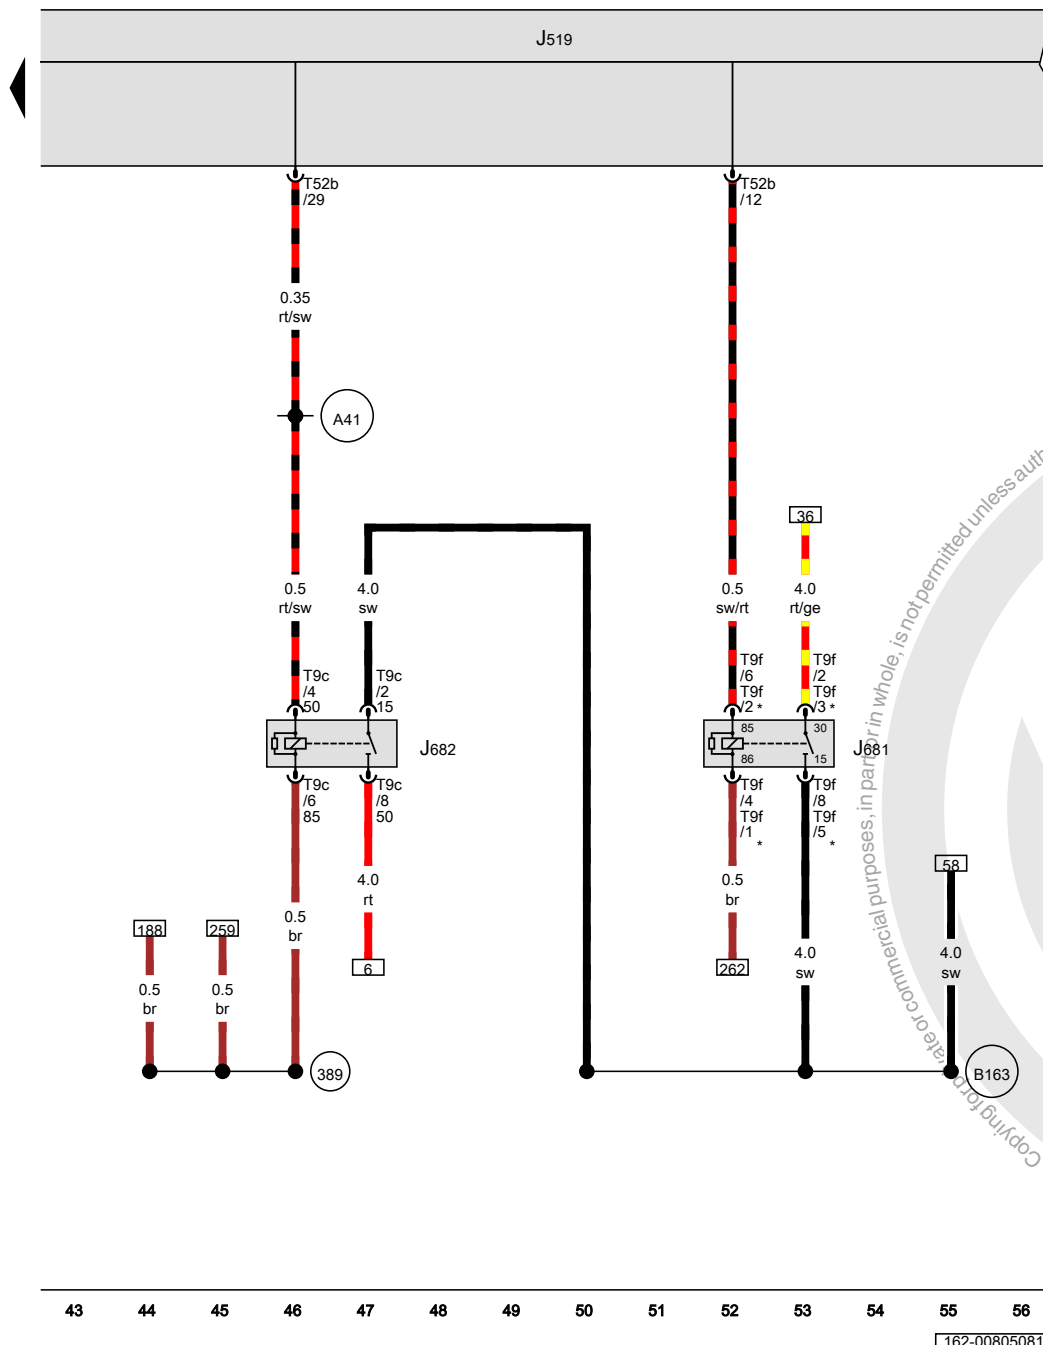 J519
T52b
/29
T52b
/12
0.35
rt/sw
A41
36
0.5
rt/sw
4.0
sw
0.5
sw/rt
4.0
rt/ge
T9c
/4
50
T9c
/2
15
T9f
/6
T9f
/2 *
T9f
/2
T9f
/3 *
85
30
86
15
J682
J681
T9c
/6
85
T9c
/8
50
T9f
/4
T9f
/1
*
T9f
/8
T9f
/5
*
58
4.0
rt
0.5
br
0.5
br
188
259
6
262
4.0
sw
4.0
sw
0.5
br
0.5
br
389
B163
43 44 45 46 47 48 49 50 51 52 53 54 55 56
162-00805081
Copying for p
ate or commercial purposes, in part or in whole, is not permitted unless auth